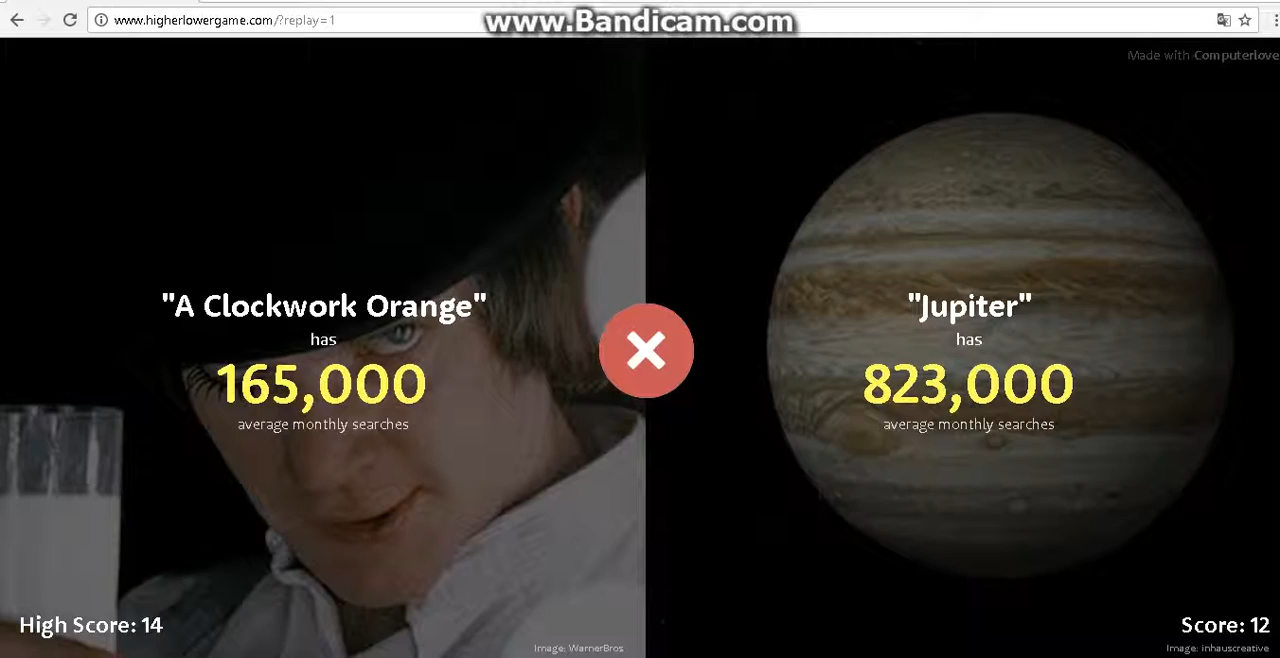 www.higherlowergame.com/?replay=1
www.Bandicam.com
Made with Computerlove
"A Clockwork Orange"
has
165,000
average monthly searches
"Jupiter"
has
823,000
average monthly searches
High Score: 14
Score: 12
Image: WarnerBros
Image: inhauscreative